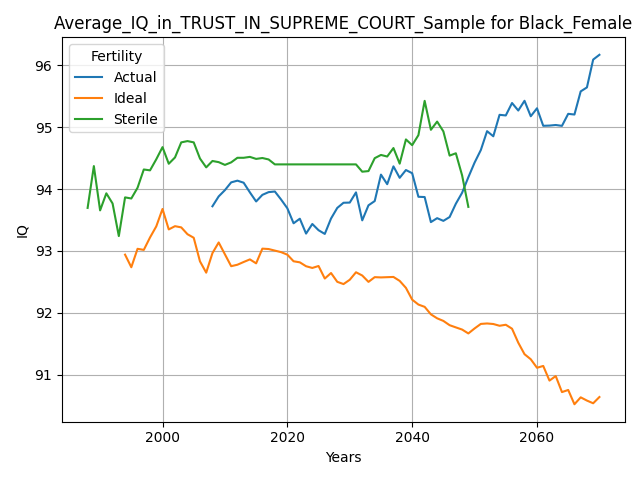 Average_IQ_in_TRUST_IN_SUPREME_COURT_Sample for Black_Female
Fertility
Actual
Ideal
Sterile
96
95
94
93
92
91
IQ
2000 2020 2040 2060
Years